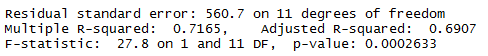 Residual standard error: 560.7 on 11 degrees of freedom
Multiple R-squared:  0.7165,    Adjusted R-squared:  0.6907
F-statistic:  27.8 on 1 and 11 DF,  p-value: 0.0002633